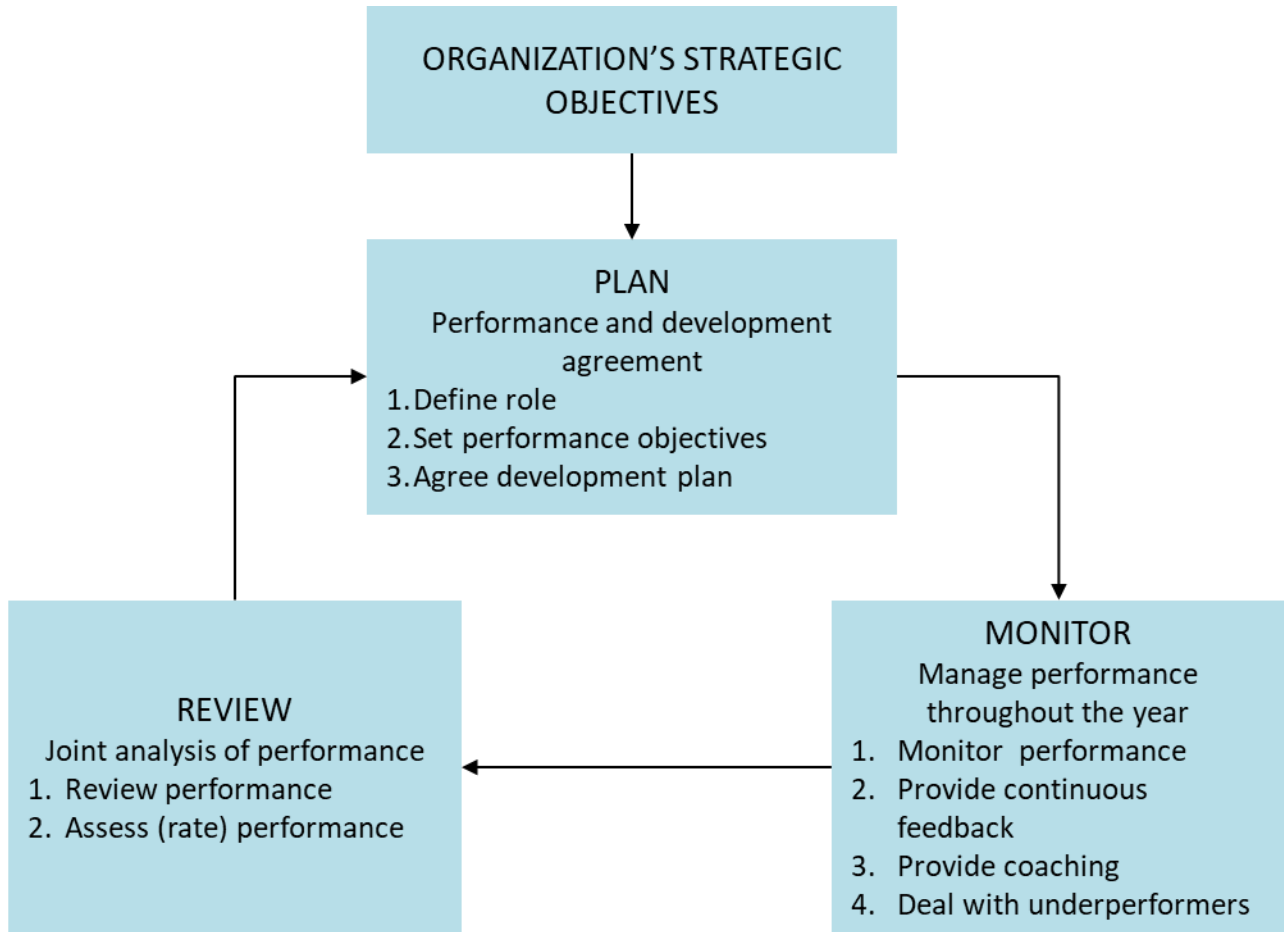 ORGANIZATION’S STRATEGIC
OBJECTIVES
PLAN
Performance and development
agreement
1. Define role
2. Set performance objectives
3. Agree development plan
REVIEW
Joint analysis of performance
1. Review performance
2. Assess (rate) performance
MONITOR
Manage performance
throughout the year
1. Monitor performance
2. Provide continuous
feedback
3. Provide coaching
4. Deal with underperformers